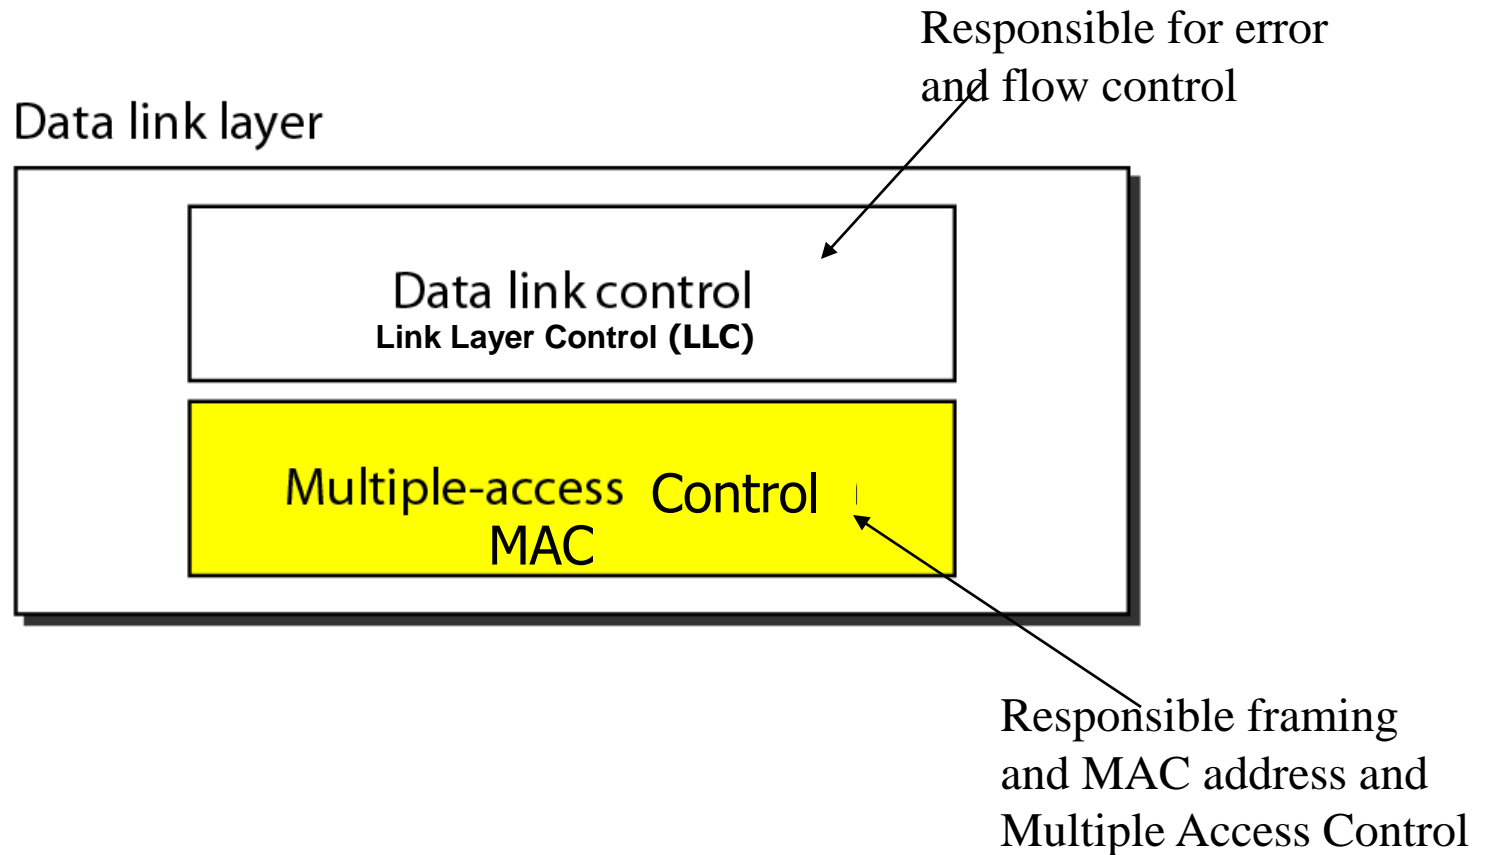 Responsible for error
and flow control
Data link layer
Data link control
Link Layer Control (LLC)
Multiple-access Control
MAC
Responsible framing
and MAC address and
Multiple Access Control